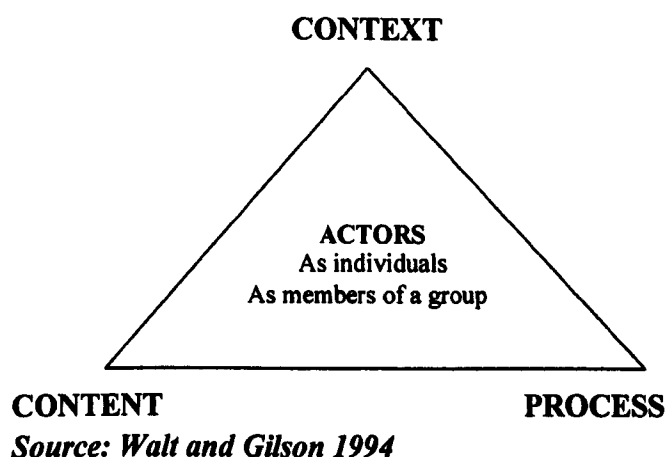 CONTEXT
ACTORS
As individuals
As members of a group
CONTENT PROCESS
Source: Walt and Gilson 1994